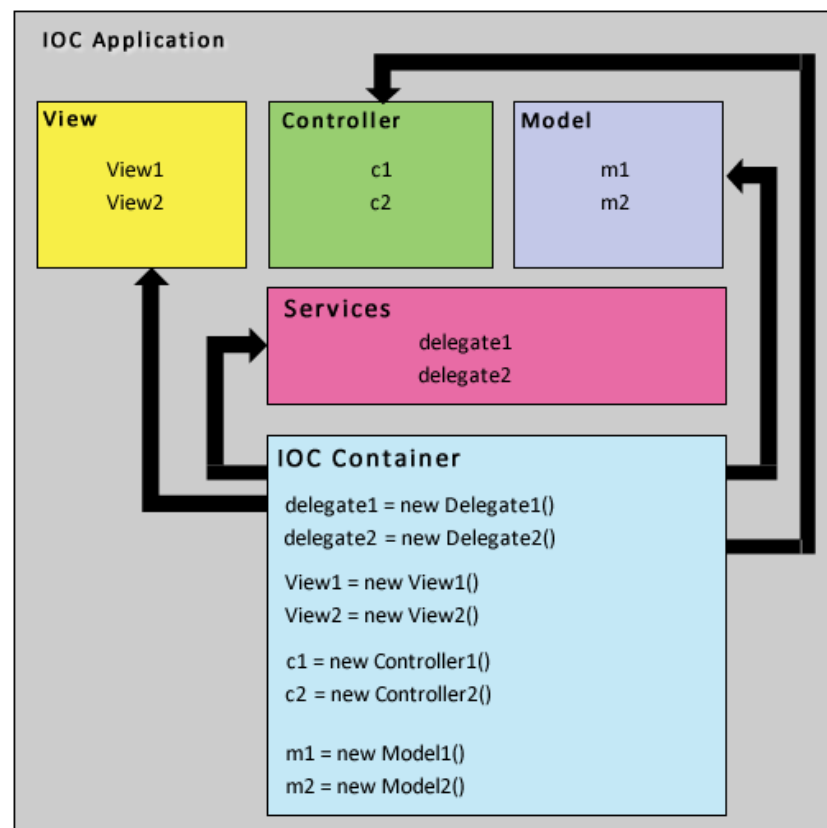 IOC Application
View
View1
View2
Controller
c1
c2
Model
m1
m2
Services
delegate1
delegate2
IOC Container
delegate1 = new Delegate1()
delegate2 = new Delegate2()
View1 = new View1()
View2 = new View2()
c1 = new Controller1()
c2 = new Controller2()
m1 = new Model1()
m2 = new Model2()